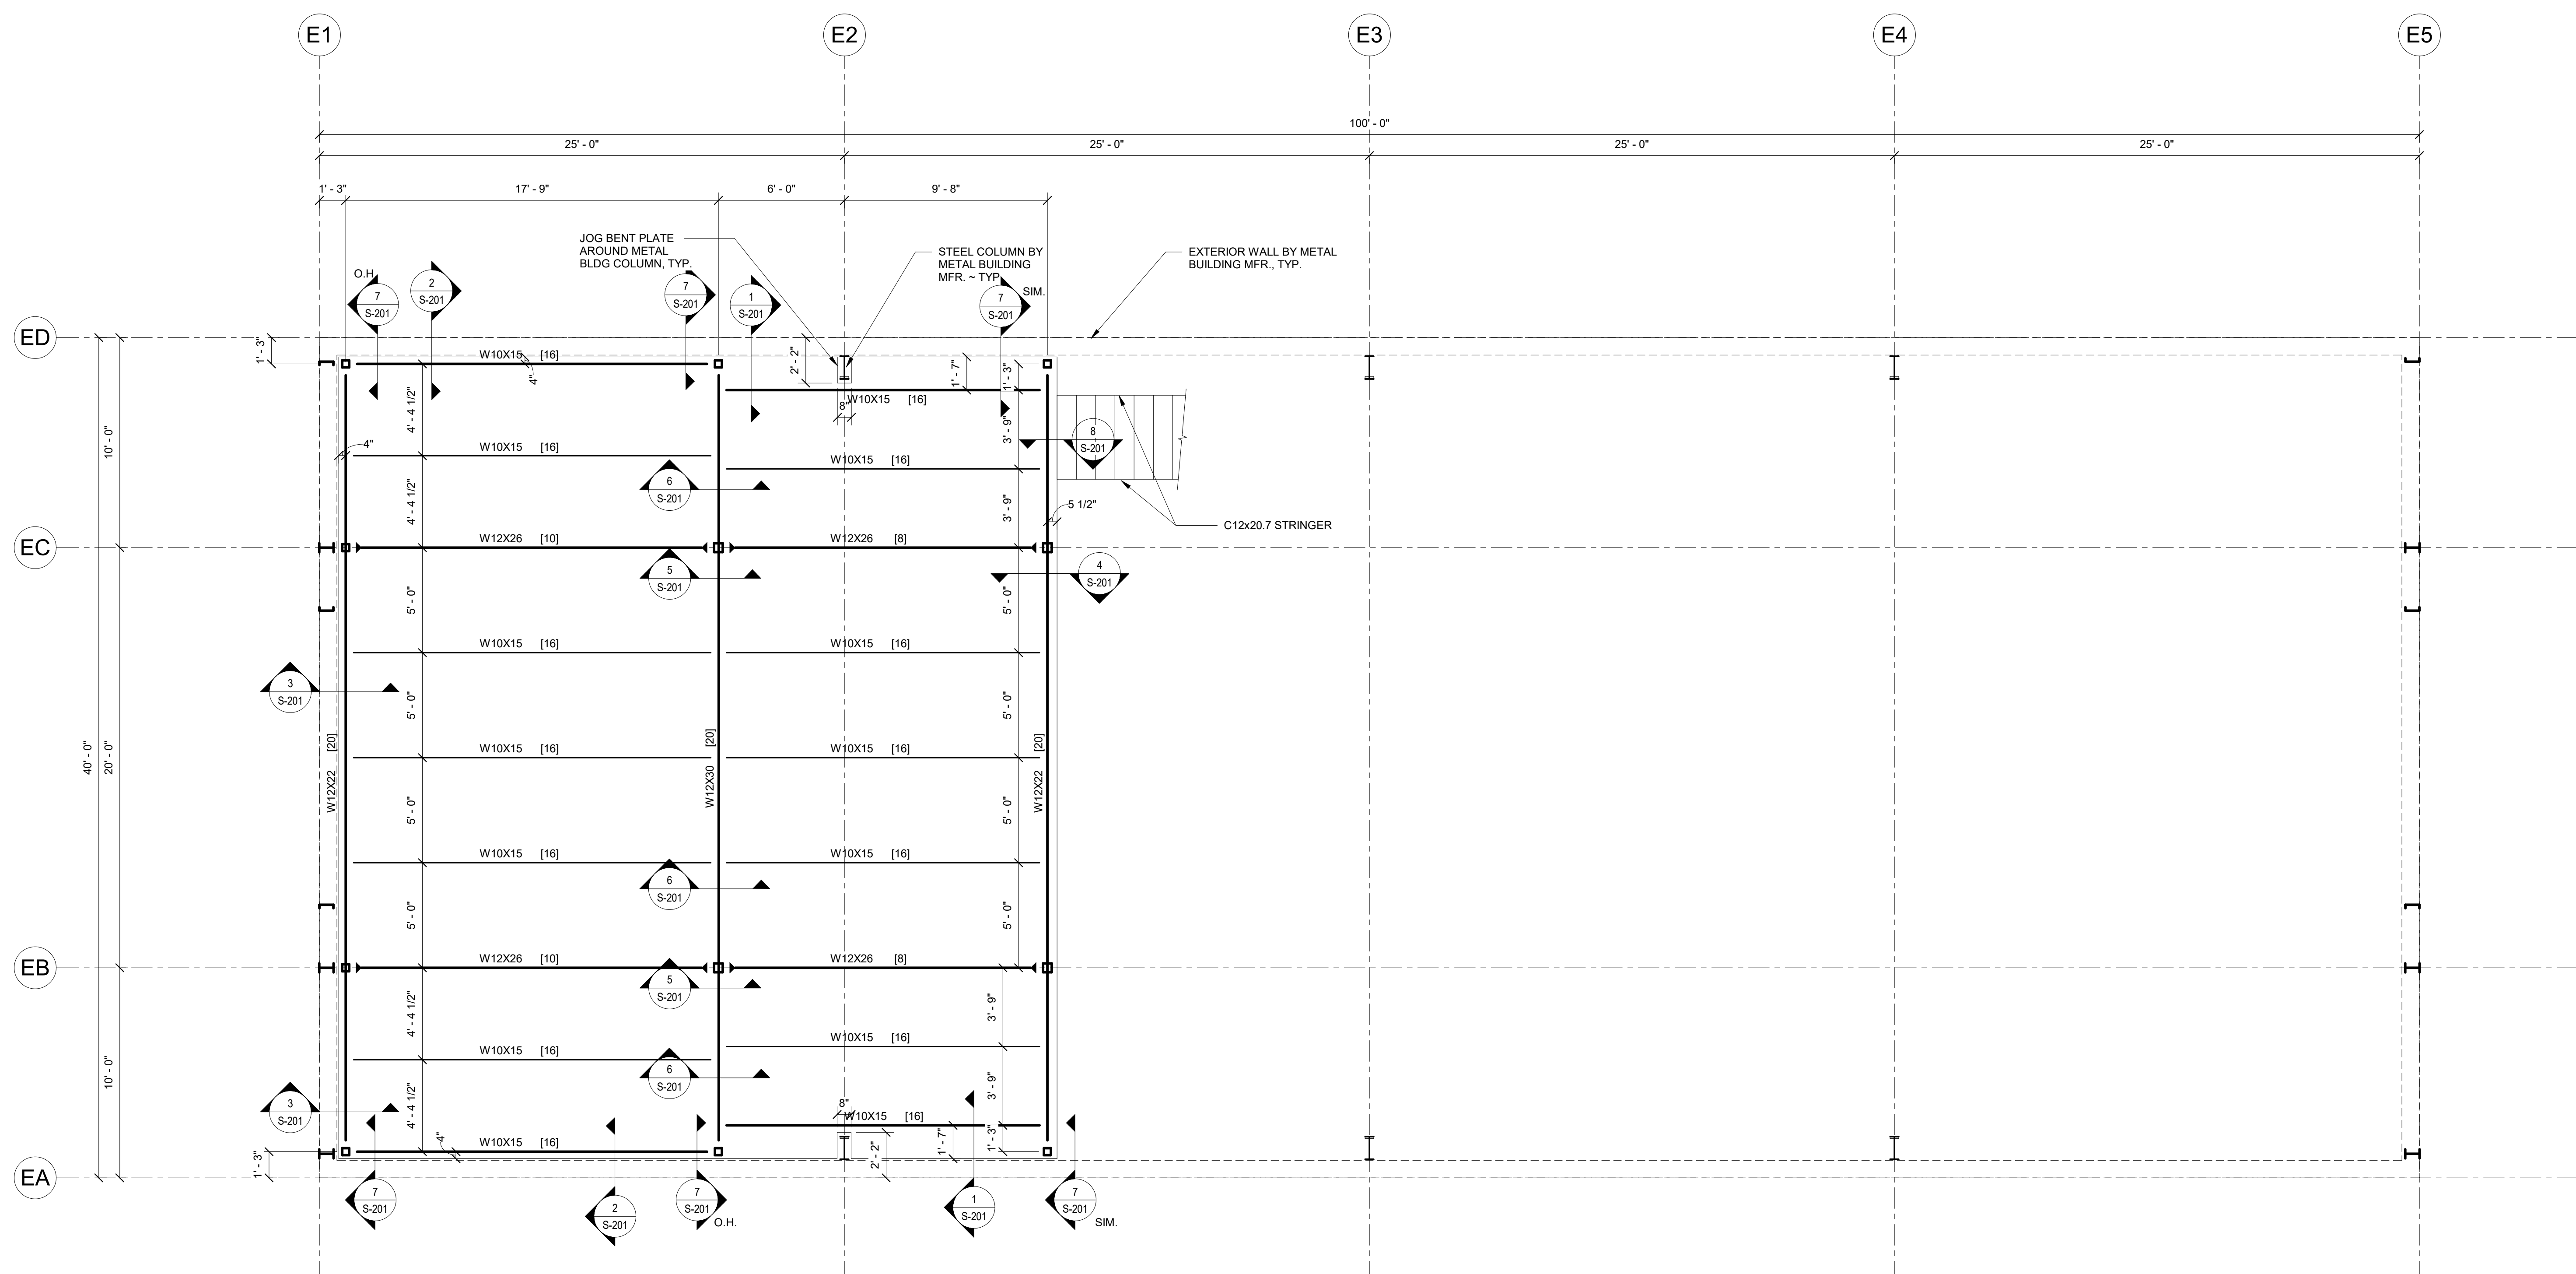 E1
E2
E3
E4
E5
100' - 0"
25' - 0"
25' - 0"
25' - 0"
25' - 0"
1' - 3"
17' - 9"
6' - 0"
9' - 8"
JOG BENT PLATE
AROUND METAL
BLDG COLUMN, TYP.
STEEL COLUMN BY
METAL BUILDING
MFR. ~ TYP.
EXTERIOR WALL BY METAL
BUILDING MFR., TYP.
O.H.
7
S-201
2
S-201
7
S-201
1
S-201
7
S-201
SIM.
ED
1' - 3"
W10X15 [16]
4"
2' - 2"
1' - 7"
1' - 3"
W10X15 [16]
8"
10' - 0"
4' - 4 1/2"
4"
W10X15 [16]
3' - 9"
8
S-201
W10X15 [16]
6
S-201
4' - 4 1/2"
3' - 9"
5 1/2"
C12x20.7 STRINGER
EC
W12X26 [10]
W12X26 [8]
5
S-201
4
S-201
5' - 0"
5' - 0"
W10X15 [16]
W10X15 [16]
3
S-201
5' - 0"
5' - 0"
W12X22 [20]
W12X30 [20]
W12X22 [20]
W10X15 [16]
W10X15 [16]
40' - 0"
20' - 0"
5' - 0"
5' - 0"
W10X15 [16]
W10X15 [16]
6
S-201
5' - 0"
5' - 0"
EB
W12X26 [10]
W12X26 [8]
5
S-201
4' - 4 1/2"
3' - 9"
W10X15 [16]
W10X15 [16]
6
S-201
10' - 0"
4' - 4 1/2"
3' - 9"
3
S-201
8"
W10X15 [16]
4"
W10X15 [16]
1' - 3"
2' - 2"
1' - 7"
1' - 3"
EA
7
S-201
2
S-201
7
S-201
O.H.
1
S-201
7
S-201
SIM.